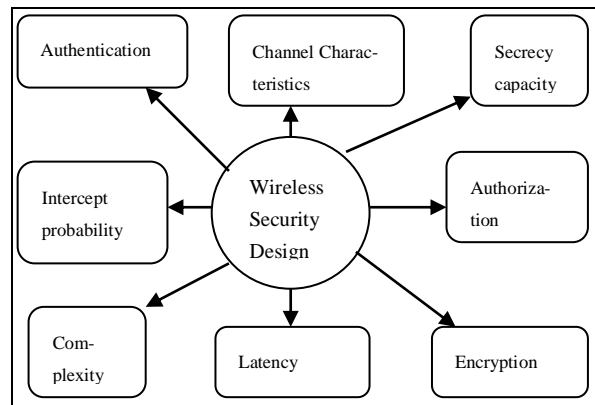 Authentication
Channel Charac-
teristics
Secrecy
capacity
Intercept
probability
Wireless
Security
Design
Authoriza-
tion
Com-
plexity
Latency
Encryption